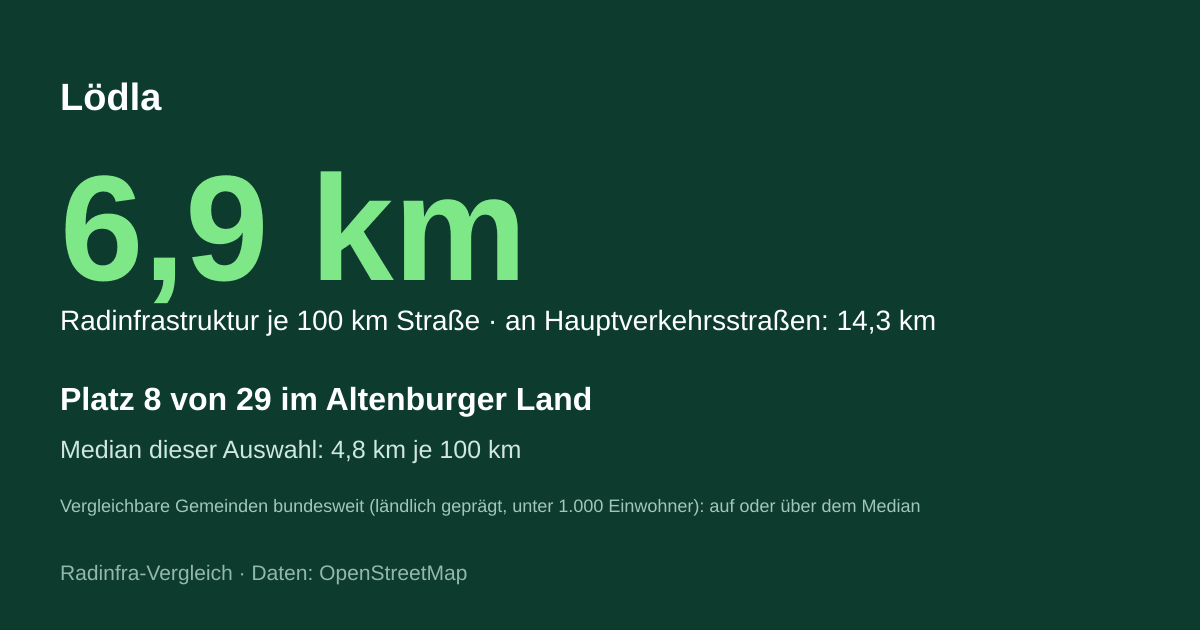 Lödla
6,9 km
Radinfrastruktur je 100 km Straße · an Hauptverkehrsstraßen: 14,3 km
Platz 8 von 29 im Altenburger Land
Median dieser Auswahl: 4,8 km je 100 km
Vergleichbare Gemeinden bundesweit (ländlich geprägt, unter 1.000 Einwohner): auf oder über dem Median
Radinfra-Vergleich · Daten: OpenStreetMap